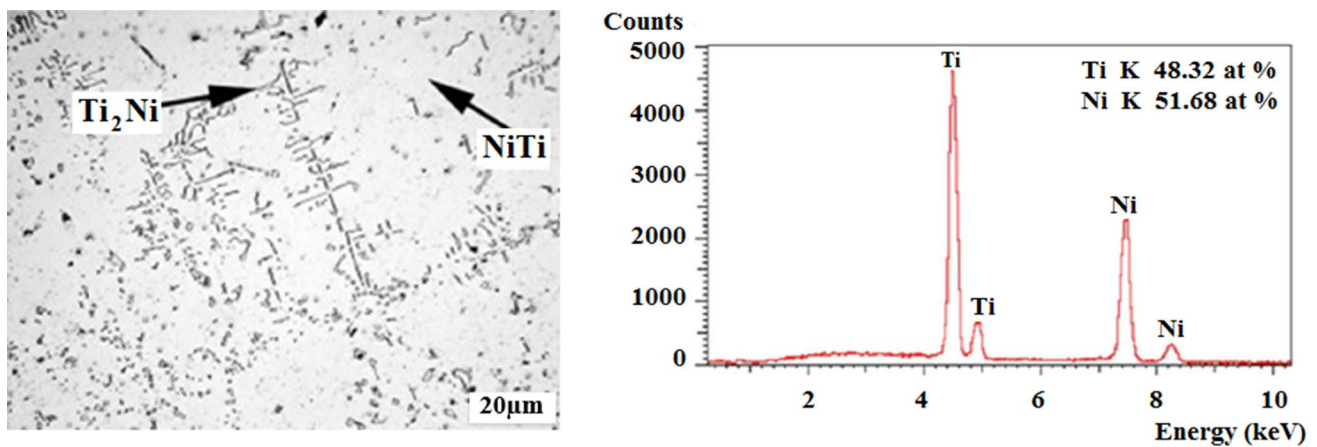 Ti₂Ni
NiTi
20μm
Counts
5000
4000
3000
2000
1000
0
Ti
Ti
Ni
Ni
Ti K 48.32 at %
Ni K 51.68 at %
2 4 6 8 10
Energy (keV)